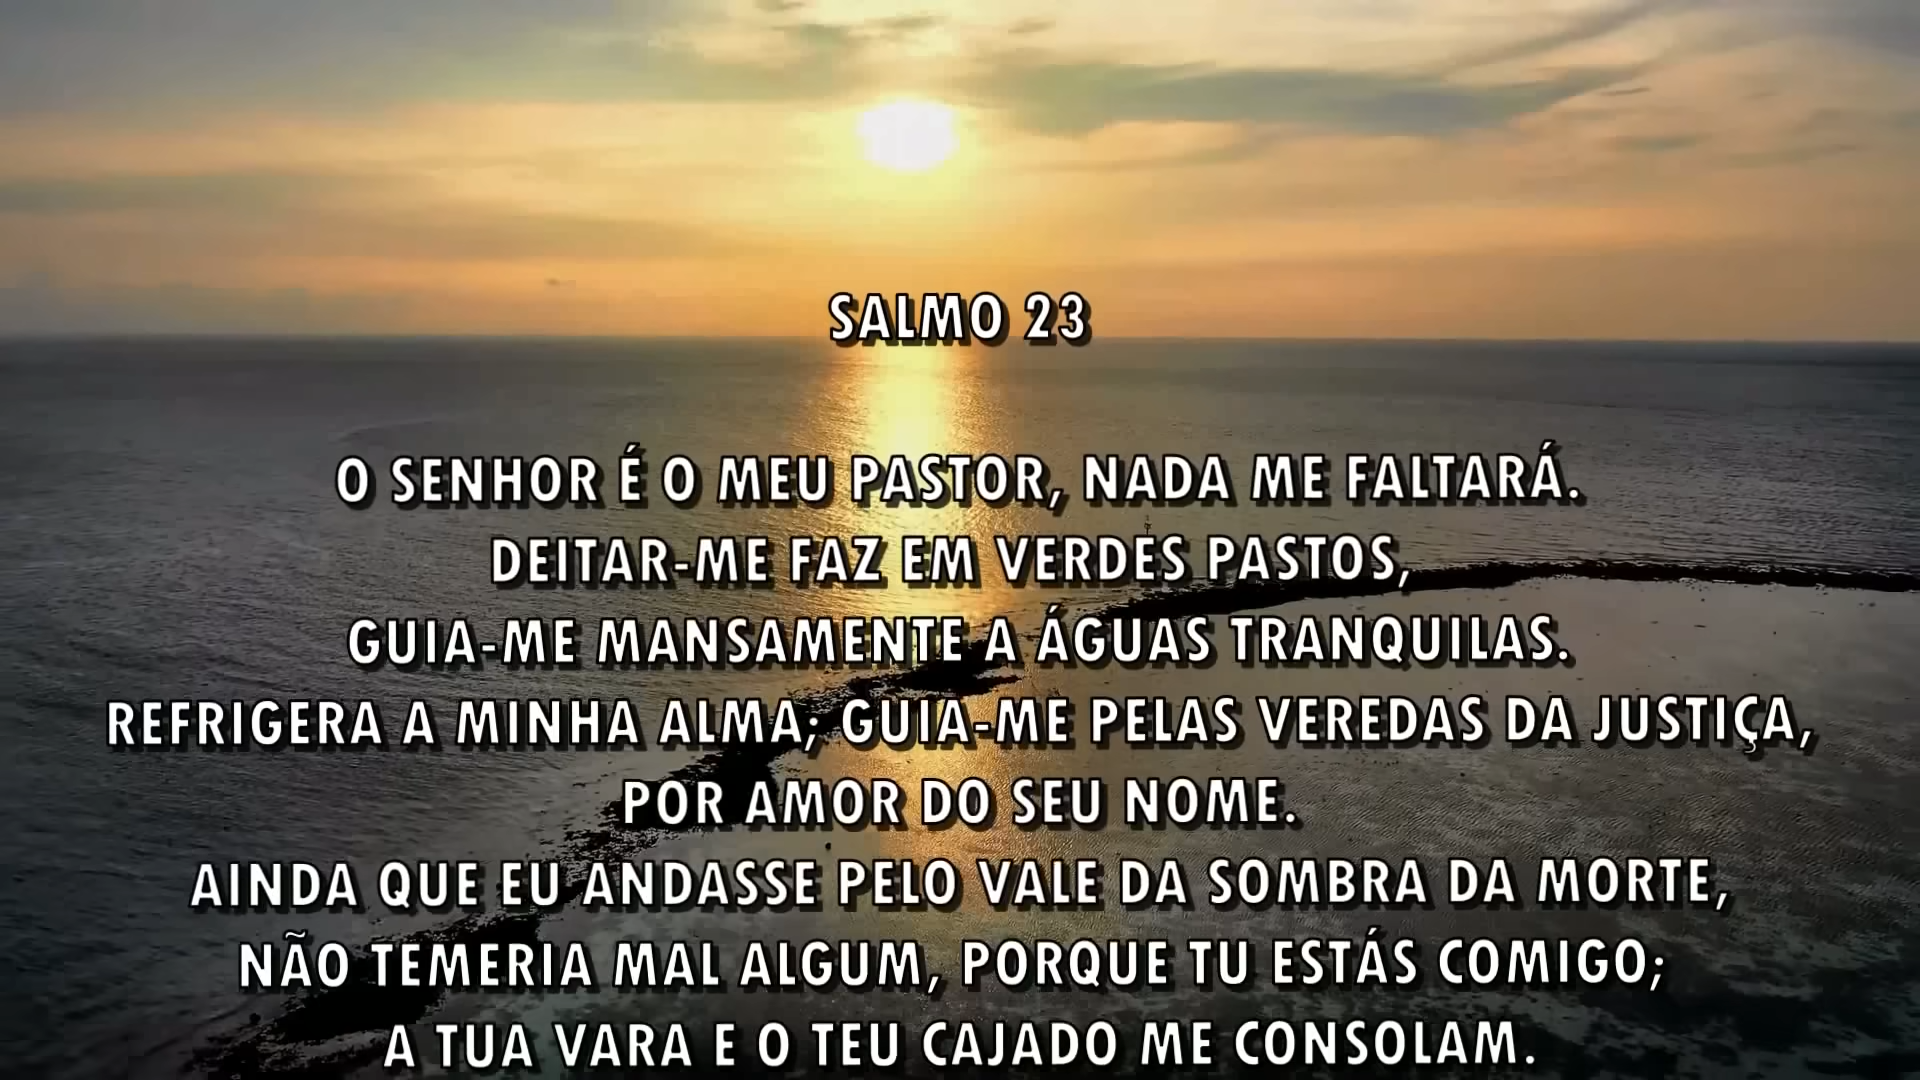 SALMO 23
O SENHOR É O MEU PASTOR, NADA ME FALTARÁ.
DEITAR-ME FAZ EM VERDES PASTOS,
GUIA-ME MANSAMENTE A ÁGUAS TRANQUILAS.
REFRIGERA A MINHA ALMA; GUIA-ME PELAS VEREDAS DA JUSTIÇA,
POR AMOR DO SEU NOME.
AINDA QUE EU ANDASSE PELO VALE DA SOMBRA DA MORTE,
NÃO TEMERIA MAL ALGUM, PORQUE TU ESTÁS COMIGO;
A TUA VARA E O TEU CAJADO ME CONSOLAM.